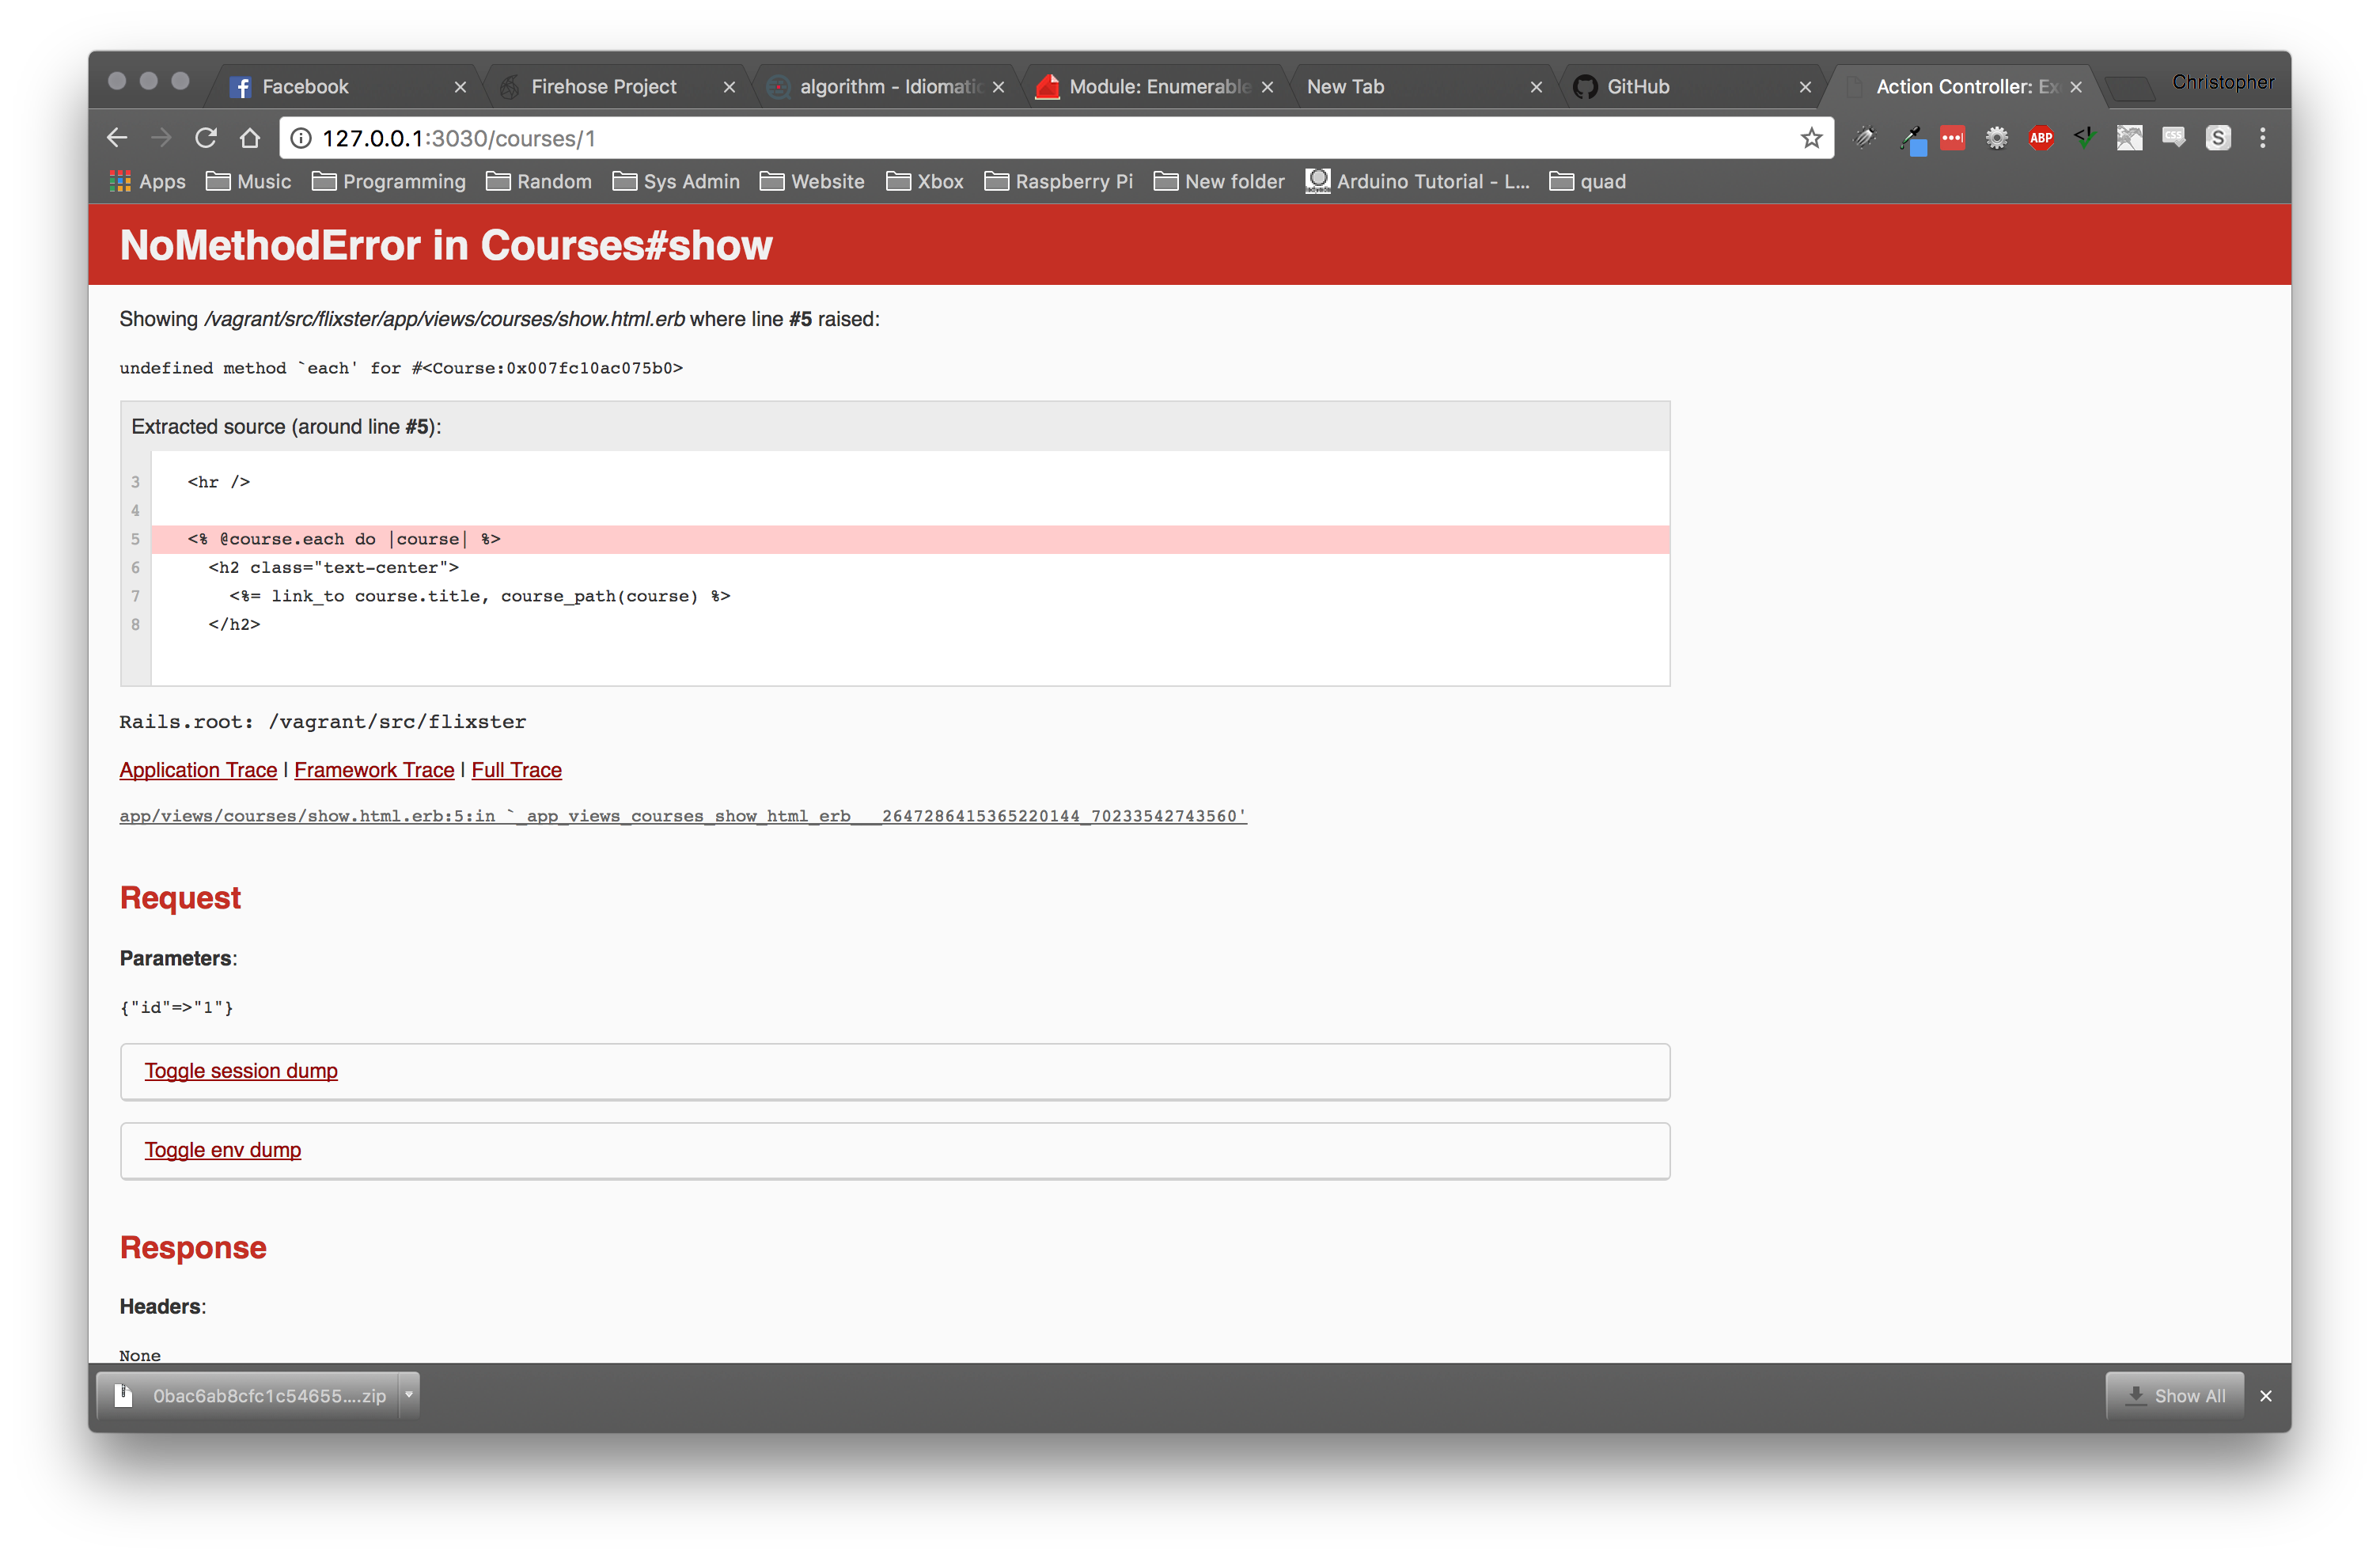 Facebook
Firehose Project
algorithm - Idiomatic
Module: Enumerable
New Tab
GitHub
Action Controller: Ex
Christopher
127.0.0.1:3030/courses/1
ABP
CSS
S
Apps
Music
Programming
Random
Sys Admin
Website
Xbox
Raspberry Pi
New folder
Arduino Tutorial - L...
quad
NoMethodError in Courses#show
Showing /vagrant/src/flixster/app/views/courses/show.html.erb where line #5 raised:
undefined method `each' for #<Course:0x007fc10ac075b0>
Extracted source (around line #5):
3 <hr />
4
5 <% @course.each do |course| %>
6 <h2 class="text-center">
7 <%= link_to course.title, course_path(course) %>
8 </h2>
Rails.root: /vagrant/src/flixster
Application Trace | Framework Trace | Full Trace
app/views/courses/show.html.erb:5:in `_app_views_courses_show_html_erb___2647286415365220144_70233542743560'
Request
Parameters:
{"id"=>"1"}
Toggle session dump
Toggle env dump
Response
Headers:
None
0bac6ab8cfc1c54655....zip
Show All